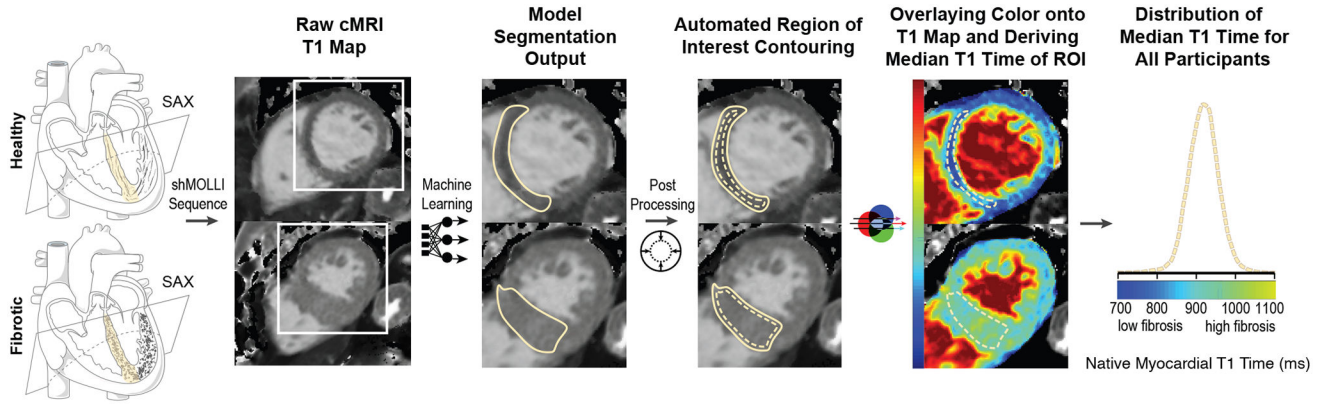 Raw cMRI
T1 Map
Model
Segmentation
Output
Automated Region of
Interest Contouring
Overlaying Color onto
T1 Map and Deriving
Median T1 Time of ROI
Distribution of
Median T1 Time for
All Participants
Healthy
SAX
shMOLLI
Sequence
Machine
Learning
Post
Processing
Fibrotic
SAX
700 800 900 1000 1100
low fibrosis high fibrosis
Native Myocardial T1 Time (ms)